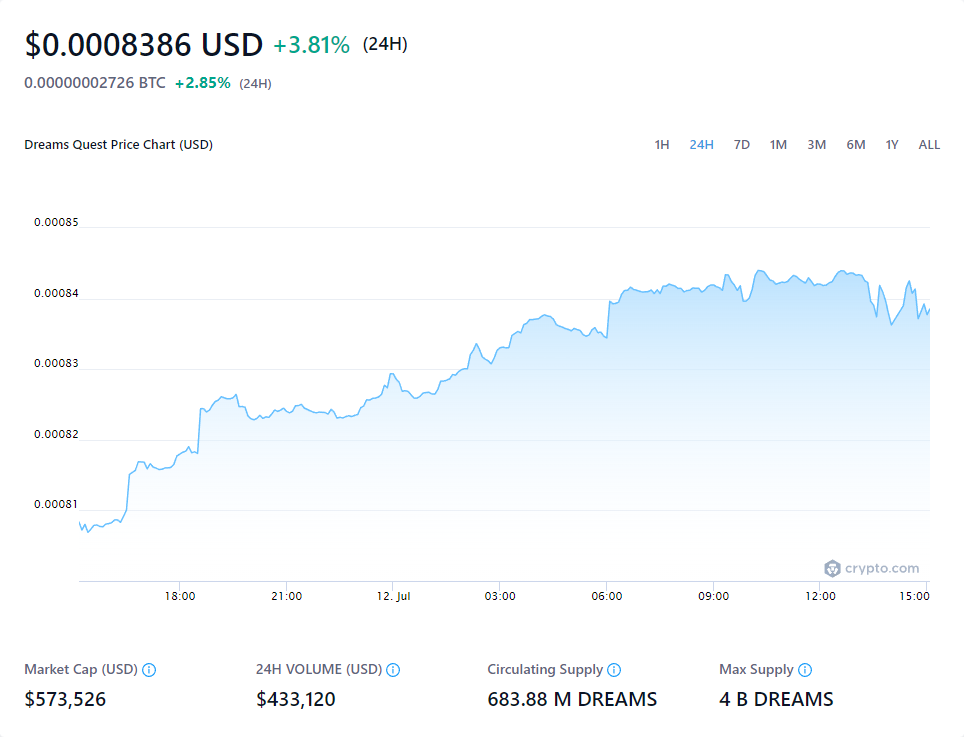 $0.0008386 USD +3.81% (24H)
0.00000002726 BTC +2.85% (24H)
Dreams Quest Price Chart (USD) 1H 24H 7D 1M 3M 6M 1Y ALL
0.00085
0.00084
0.00083
0.00082
0.00081
crypto.com
18:00 21:00 12. Jul 03:00 06:00 09:00 12:00 15:00
Market Cap (USD) 24H VOLUME (USD) Circulating Supply Max Supply
$573,526 $433,120 683.88 M DREAMS 4 B DREAMS